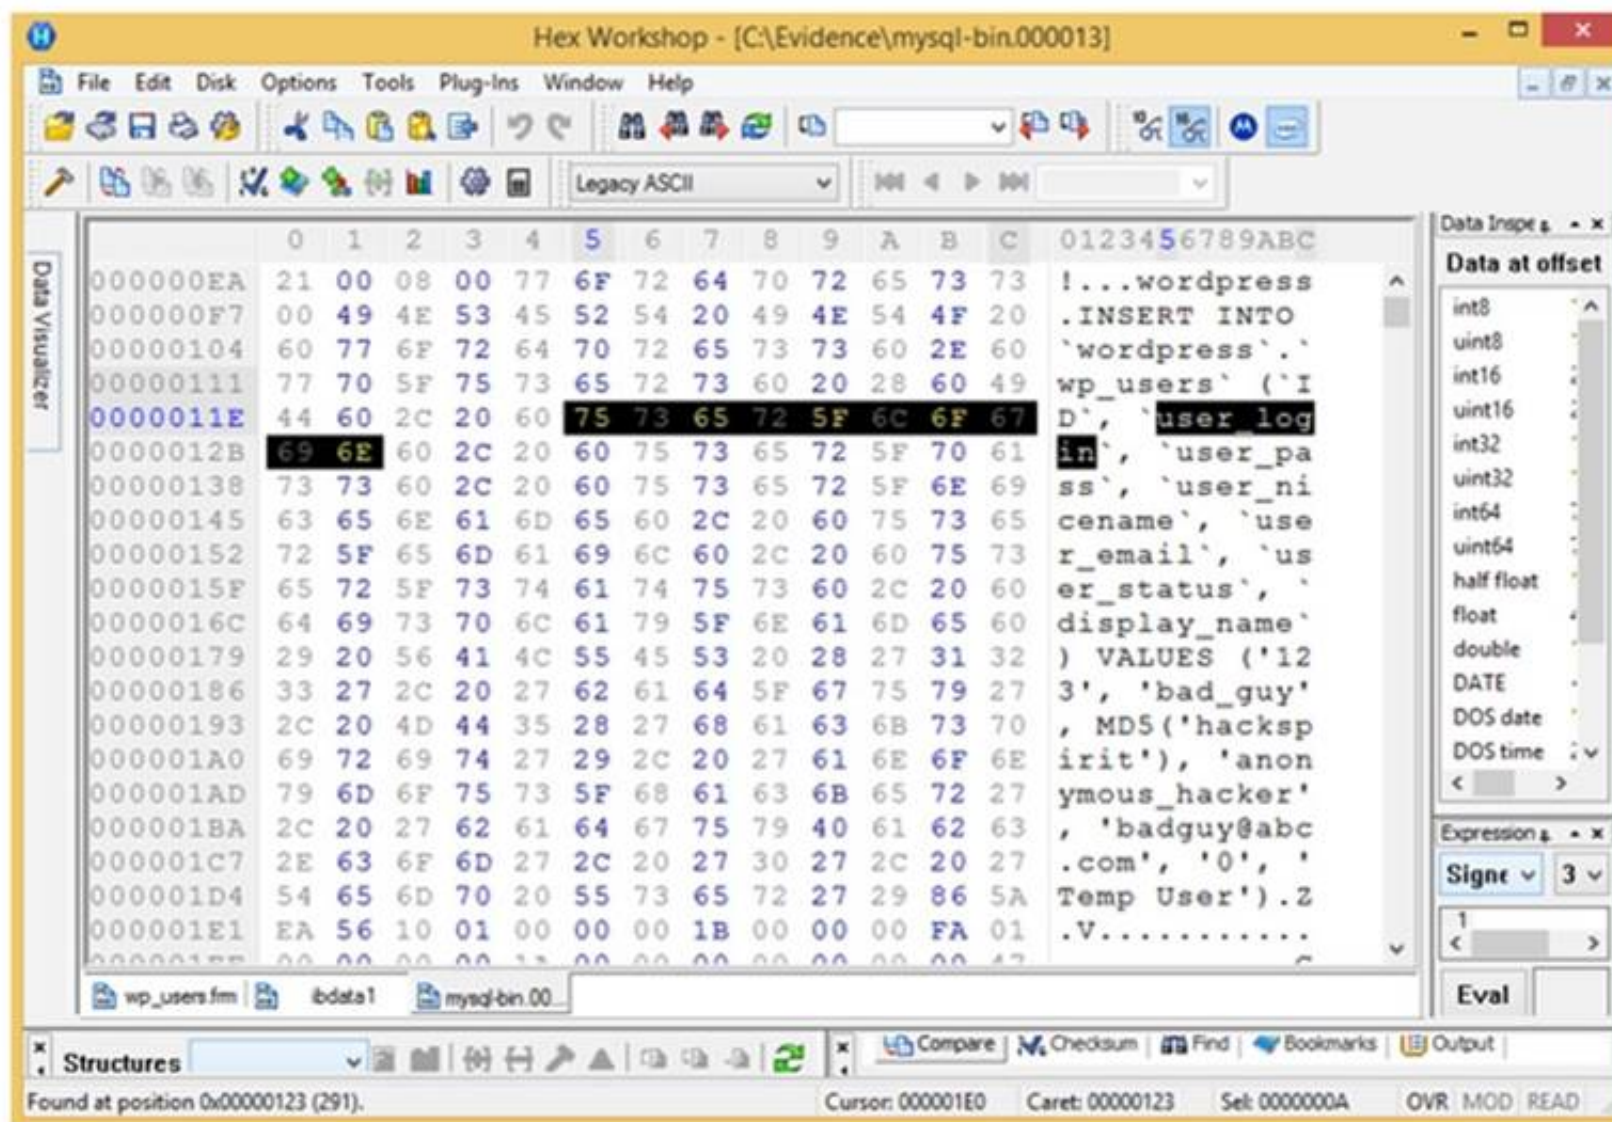 Hex Workshop - [C:\Evidence\mysql-bin.000013]
File Edit Disk Options Tools Plug-Ins Window Help
Legacy ASCII
Data Visualizer
0 1 2 3 4 5 6 7 8 9 A B C 0123456789ABC
000000EA 21 00 08 00 77 6F 72 64 70 72 65 73 73 !...wordpress
000000F7 00 49 4E 53 45 52 54 20 49 4E 54 4F 20 .INSERT INTO
00000104 60 77 6F 72 64 70 72 65 73 73 60 2E 60 `wordpress`.`
00000111 77 70 5F 75 73 65 72 73 60 20 28 60 49 wp_users` (`I
0000011E 44 60 2C 20 60 75 73 65 72 5F 6C 6F 67 D`, `user_log
0000012B 69 6E 60 2C 20 60 75 73 65 72 5F 70 61 in`, `user_pa
00000138 73 73 60 2C 20 60 75 73 65 72 5F 6E 69 ss`, `user_ni
00000145 63 65 6E 61 6D 65 60 2C 20 60 75 73 65 cename`, `use
00000152 72 5F 65 6D 61 69 6C 60 2C 20 60 75 73 r_email`, `us
0000015F 65 72 5F 73 74 61 74 75 73 60 2C 20 60 er_status`, `
0000016C 64 69 73 70 6C 61 79 5F 6E 61 6D 65 60 display_name`
00000179 29 20 56 41 4C 55 45 53 20 28 27 31 32 ) VALUES ('12
00000186 33 27 2C 20 27 62 61 64 5F 67 75 79 27 3', 'bad_guy'
00000193 2C 20 4D 44 35 28 27 68 61 63 6B 73 70 , MD5('hacksp
000001A0 69 72 69 74 27 29 2C 20 27 61 6E 6F 6E irit'), 'anon
000001AD 79 6D 6F 75 73 5F 68 61 63 6B 65 72 27 ymous_hacker'
000001BA 2C 20 27 62 61 64 67 75 79 40 61 62 63 , 'badguy@abc
000001C7 2E 63 6F 6D 27 2C 20 27 30 27 2C 20 27 .com', '0', '
000001D4 54 65 6D 70 20 55 73 65 72 27 29 86 5A Temp User').Z
000001E1 EA 56 10 01 00 00 00 1B 00 00 00 FA 01 .V...........
Data Inspe
Data at offset
int8
uint8
int16
uint16
int32
uint32
int64
uint64
half float
float
double
DATE
DOS date
DOS time
Expression
Signe 3
1
Eval
wp_users.frm ibdata1 mysql-bin.00...
Structures
Compare Checksum Find Bookmarks Output
Found at position 0x00000123 (291). Cursor: 000001E0 Caret: 00000123 Sel: 0000000A OVR MOD READ